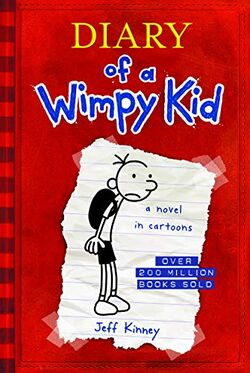 DIARY
of a
Wimpy Kid
a novel
in cartoons
OVER
200 MILLION
BOOKS SOLD
Jeff Kinney